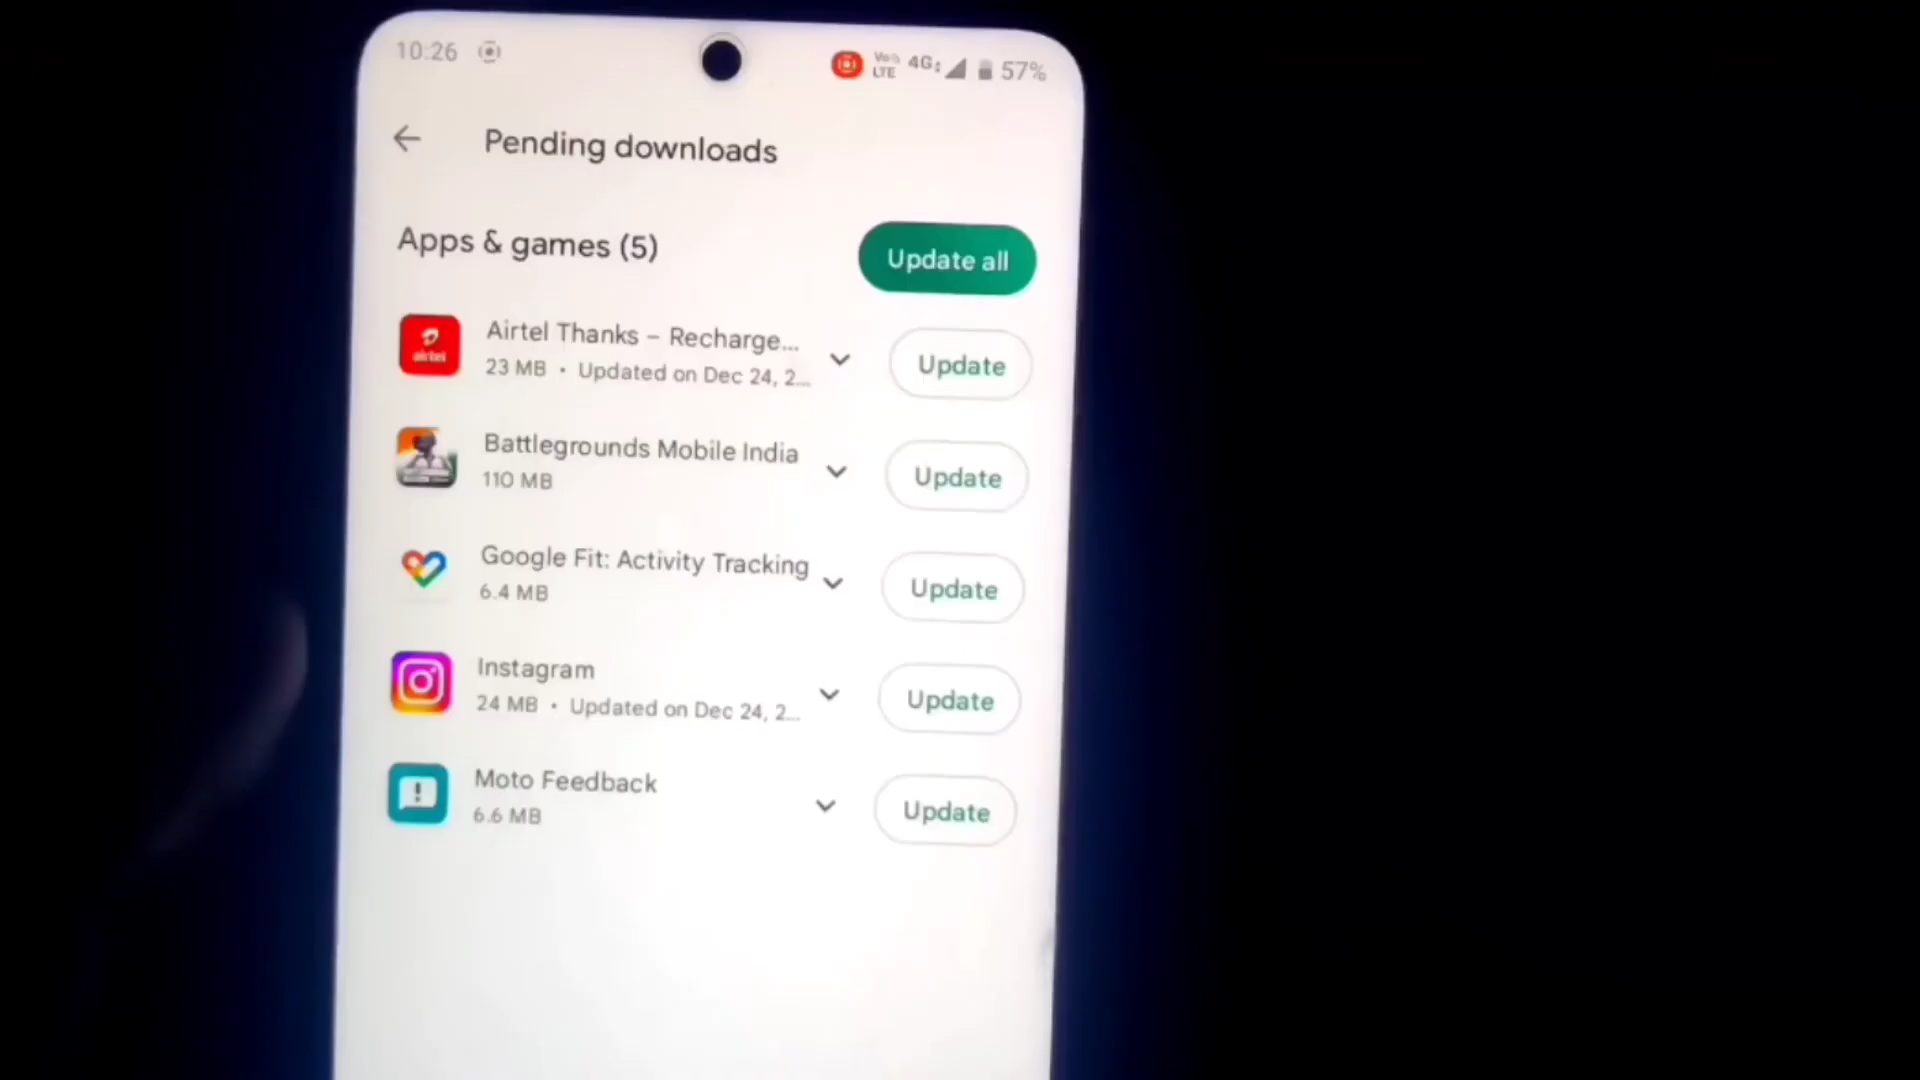 10:26
Vo LTE 4G 57%
Pending downloads
Apps & games (5)
Update all
airtel
Airtel Thanks – Recharge...
23 MB • Updated on Dec 24, 2...
Update
Battlegrounds Mobile India
110 MB
Update
Google Fit: Activity Tracking
6.4 MB
Update
Instagram
24 MB • Updated on Dec 24, 2...
Update
Moto Feedback
6.6 MB
Update